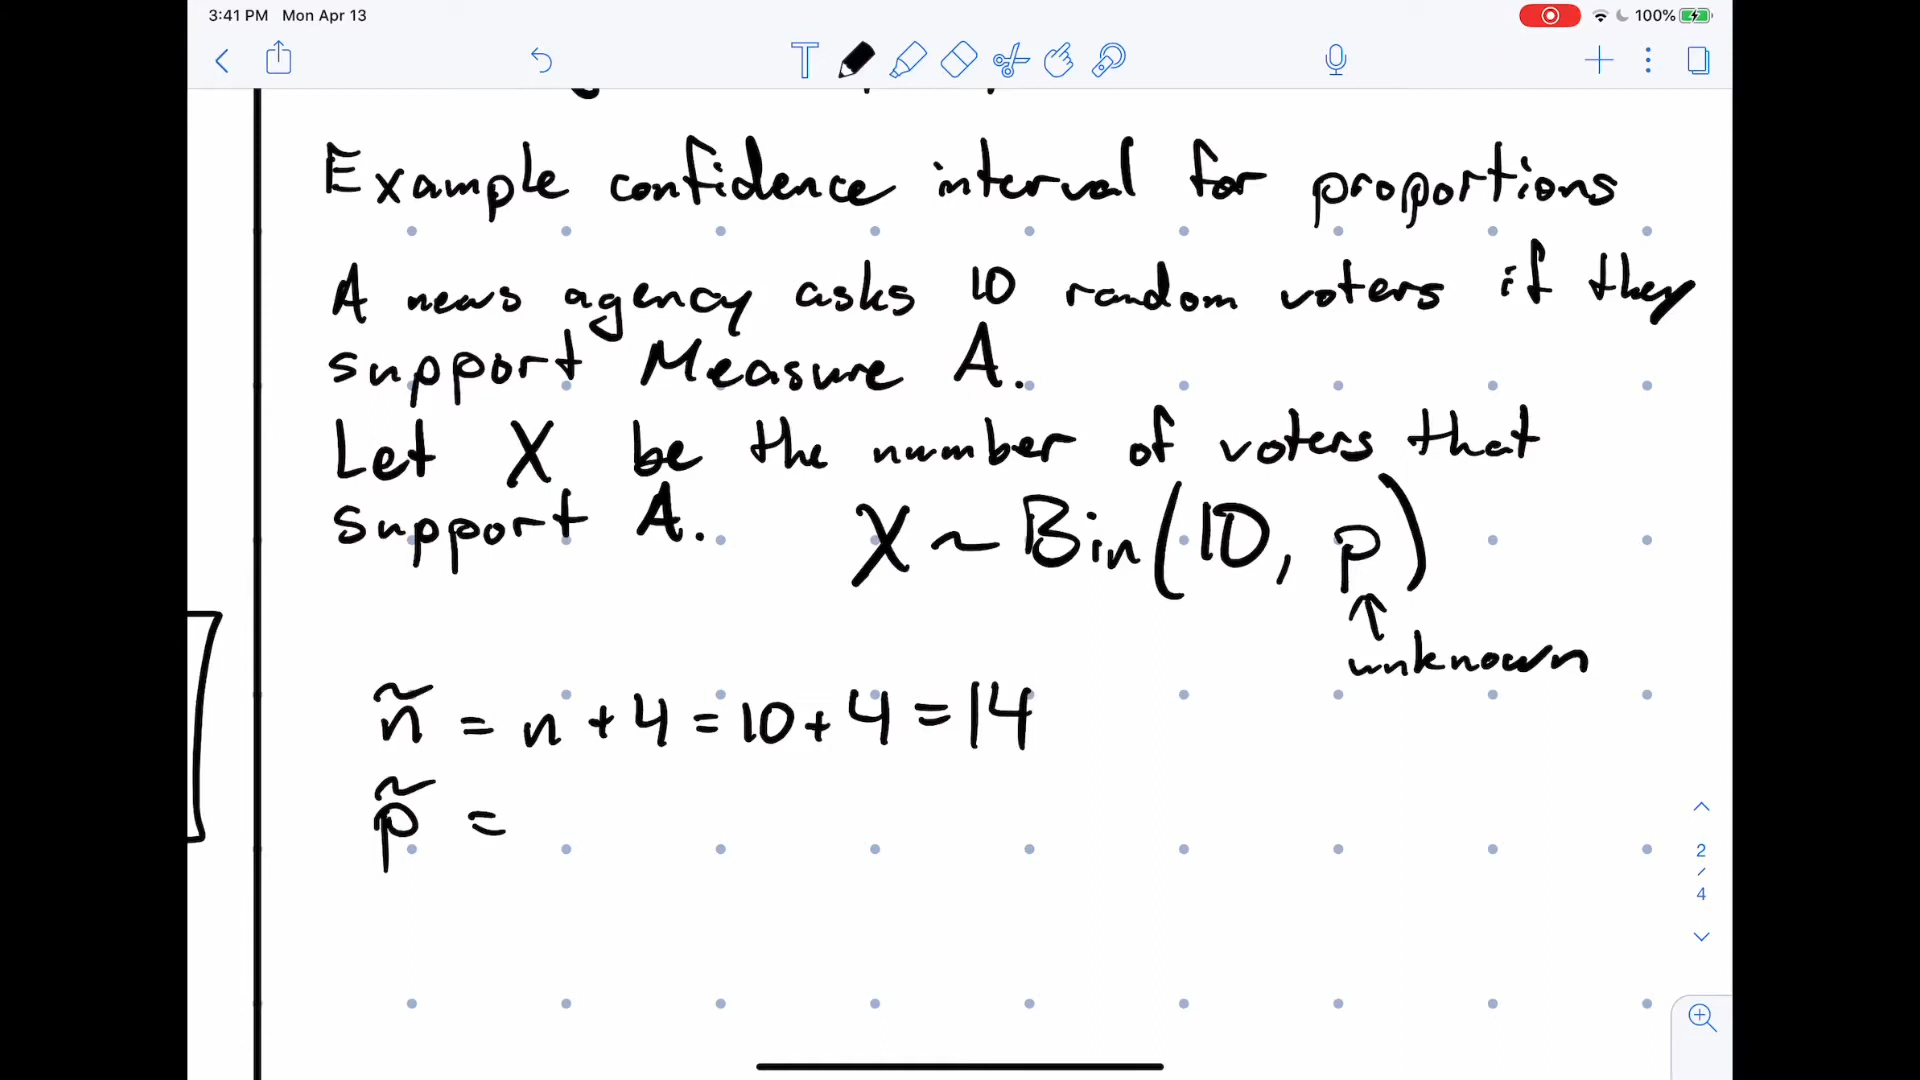 3:41 PM Mon Apr 13
100%
T
Example confidence interval for proportions
A news agency asks 10 random voters if they
support Measure A.
Let X be the number of voters that
support A. X ~ Bin(10, p)
↑
unknown
ñ = n + 4 = 10 + 4 = 14
p̃ =
2
/
4